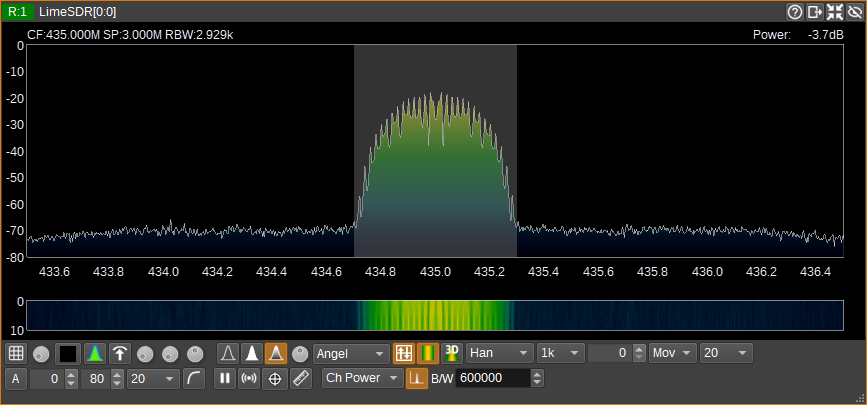 R:1 LimeSDR[0:0]
CF:435.000M SP:3.000M RBW:2.929k Power: -3.7dB
0
-10
-20
-30
-40
-50
-60
-70
-80
433.6 433.8 434.0 434.2 434.4 434.6 434.8 435.0 435.2 435.4 435.6 435.8 436.0 436.2 436.4
0
10
Angel 3D Han 1k 0 Mov 20
A 0 80 20 Ch Power B/W 600000